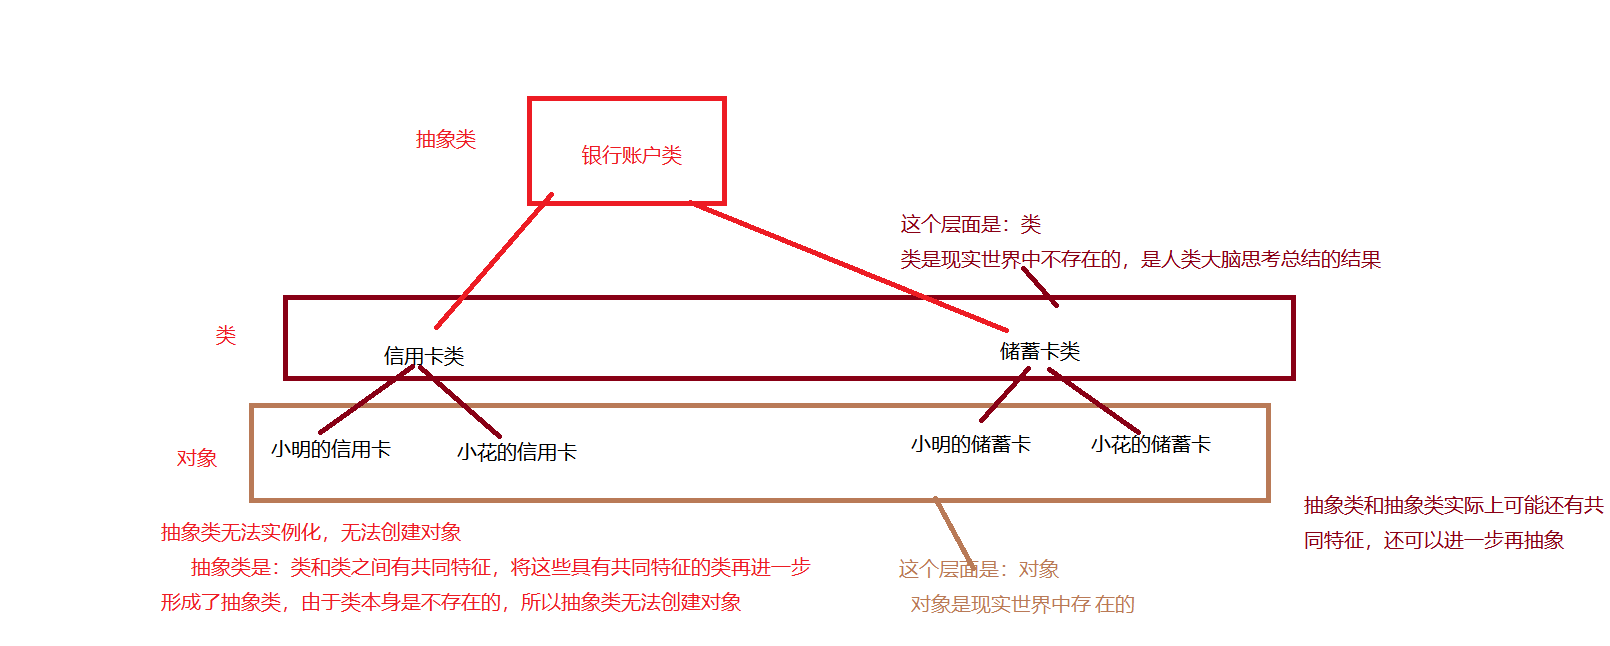 抽象类
银行账户类
这个层面是：类
类是现实世界中不存在的，是人类大脑思考总结的结果
类
信用卡类
储蓄卡类
对象
小明的信用卡
小花的信用卡
小明的储蓄卡
小花的储蓄卡
抽象类和抽象类实际上可能还有共
同特征，还可以进一步再抽象
抽象类无法实例化，无法创建对象
抽象类是：类和类之间有共同特征，将这些具有共同特征的类再进一步
形成了抽象类，由于类本身是不存在的，所以抽象类无法创建对象
这个层面是：对象
对象是现实世界中存 在的